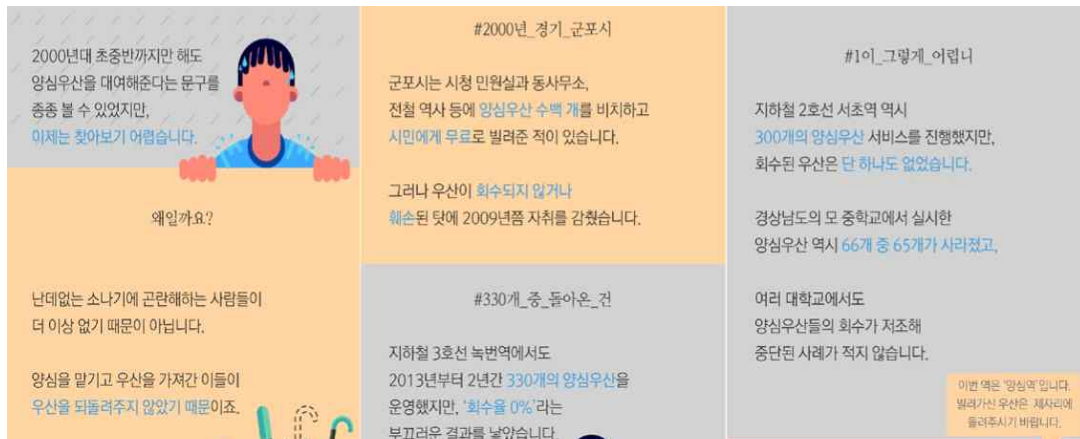 2000년대 초중반까지만 해도
양심우산을 대여해준다는 문구를
종종 볼 수 있었지만,
이제는 찾아보기 어렵습니다.
왜일까요?
난데없는 소나기에 곤란해하는 사람들이
더 이상 없기 때문이 아닙니다.
양심을 맡기고 우산을 가져간 이들이
우산을 되돌려주지 않았기 때문이죠.
#2000년_경기_군포시
군포시는 시청 민원실과 동사무소,
전철 역사 등에 양심우산 수백 개를 비치하고
시민에게 무료로 빌려준 적이 있습니다.
그러나 우산이 회수되지 않거나
훼손된 탓에 2009년쯤 자취를 감췄습니다.
#330개_중_돌아온_건
지하철 3호선 녹번역에서도
2013년부터 2년간 330개의 양심우산을
운영했지만, '회수율 0%'라는
부끄러운 결과를 낳았습니다.
#1이_그렇게_어렵니
지하철 2호선 서초역 역시
300개의 양심우산 서비스를 진행했지만,
회수된 우산은 단 하나도 없었습니다.
경상남도의 모 중학교에서 실시한
양심우산 역시 66개 중 65개가 사라졌고,
여러 대학교에서도
양심우산들의 회수가 저조해
중단된 사례가 적지 않습니다.
이번 역은 '양심역'입니다.
빌려가신 우산은 제자리에
돌려주시기 바랍니다.